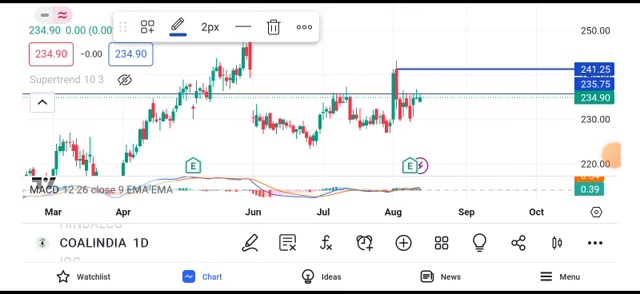 234.90 0.00 (0.00
2px
250.00
234.90 −0.00 234.90
241.25
235.75
234.90
Supertrend 10 3
230.00
220.00
E E
MACD 12 26 close 9 EMA EMA
0.39
Mar Apr Jun Jul Aug Sep Oct
HINDALCO
COALINDIA 1D
Watchlist Chart Ideas News Menu